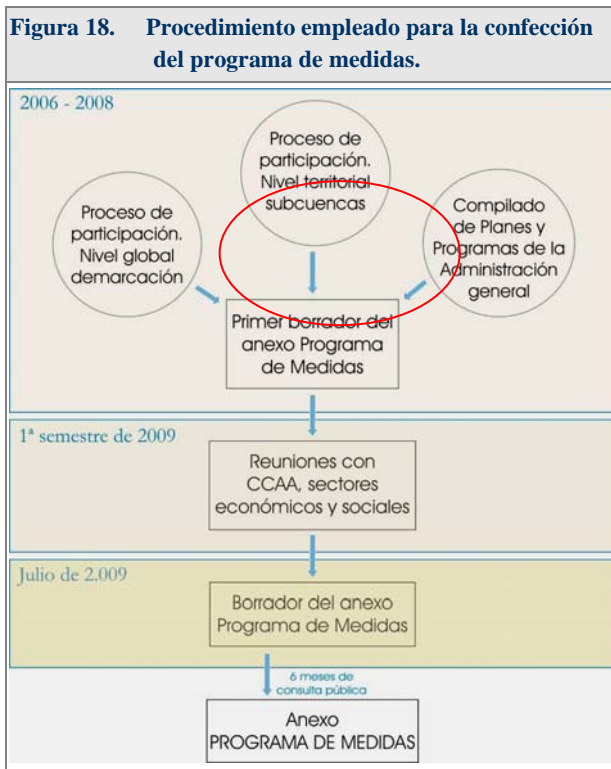 Figura 18. Procedimiento empleado para la confección
del programa de medidas.
2006 - 2008
Proceso de
participación.
Nivel territorial
subcuencas
Proceso de
participación.
Nivel global
demarcación
Compilado
de Planes y
Programas de la
Administración
general
Primer borrador del
anexo Programa
de Medidas
1ª semestre de 2009
Reuniones con
CCAA, sectores
económicos y sociales
Julio de 2.009
Borrador del anexo
Programa de Medidas
6 meses de
consulta pública
Anexo
PROGRAMA DE MEDIDAS